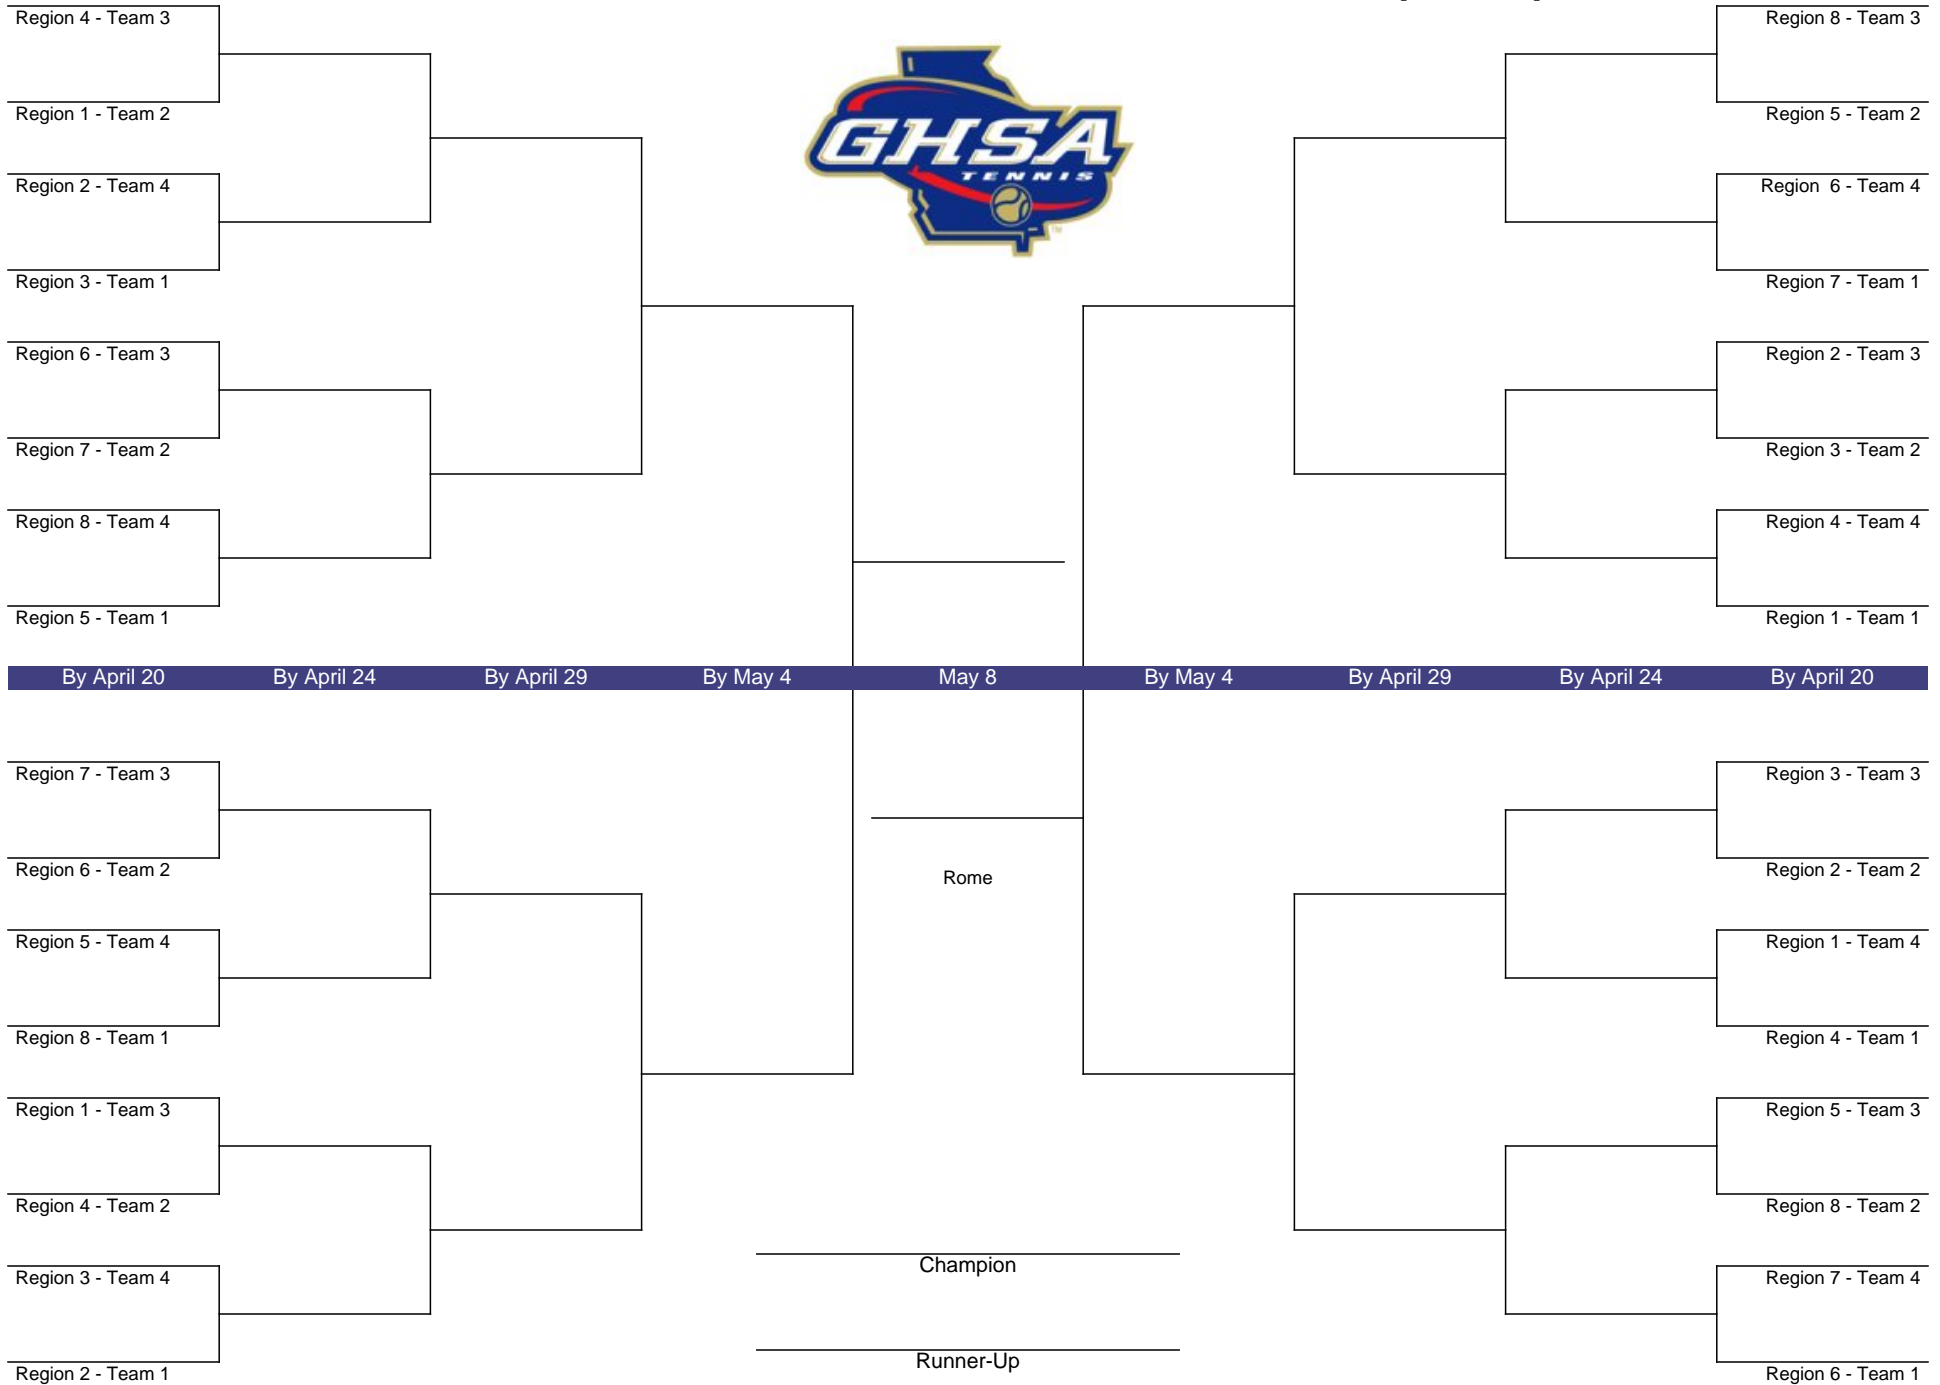 Region 4 - Team 3
Region 1 - Team 2
Region 2 - Team 4
Region 3 - Team 1
Region 6 - Team 3
Region 7 - Team 2
Region 8 - Team 4
Region 5 - Team 1
GHSA
TENNIS
TM
Region 8 - Team 3
Region 5 - Team 2
Region  6 - Team 4
Region 7 - Team 1
Region 2 - Team 3
Region 3 - Team 2
Region 4 - Team 4
Region 1 - Team 1
By April 20 By April 24 By April 29 By May 4 May 8 By May 4 By April 29 By April 24 By April 20
Region 7 - Team 3
Region 6 - Team 2
Region 5 - Team 4
Region 8 - Team 1
Region 1 - Team 3
Region 4 - Team 2
Region 3 - Team 4
Region 2 - Team 1
Rome
Champion
Runner-Up
Region 3 - Team 3
Region 2 - Team 2
Region 1 - Team 4
Region 4 - Team 1
Region 5 - Team 3
Region 8 - Team 2
Region 7 - Team 4
Region 6 - Team 1